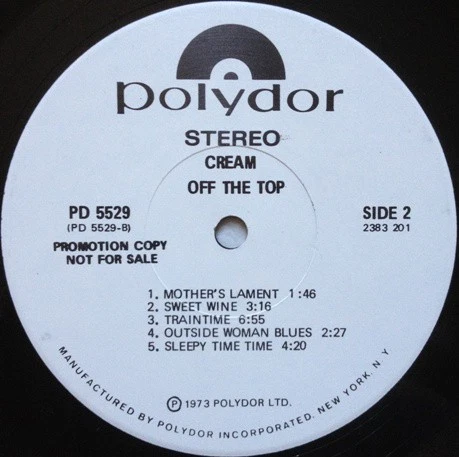 polydor
STEREO
CREAM
OFF THE TOP
PD 5529
(PD 5529-B)
PROMOTION COPY
NOT FOR SALE
SIDE 2
2383 201
1. MOTHER'S LAMENT 1:46
2. SWEET WINE 3:16
3. TRAINTIME 6:55
4. OUTSIDE WOMAN BLUES 2:27
5. SLEEPY TIME TIME 4:20
Ⓟ 1973 POLYDOR LTD.
MANUFACTURED BY POLYDOR INCORPORATED, NEW YORK, N.Y.